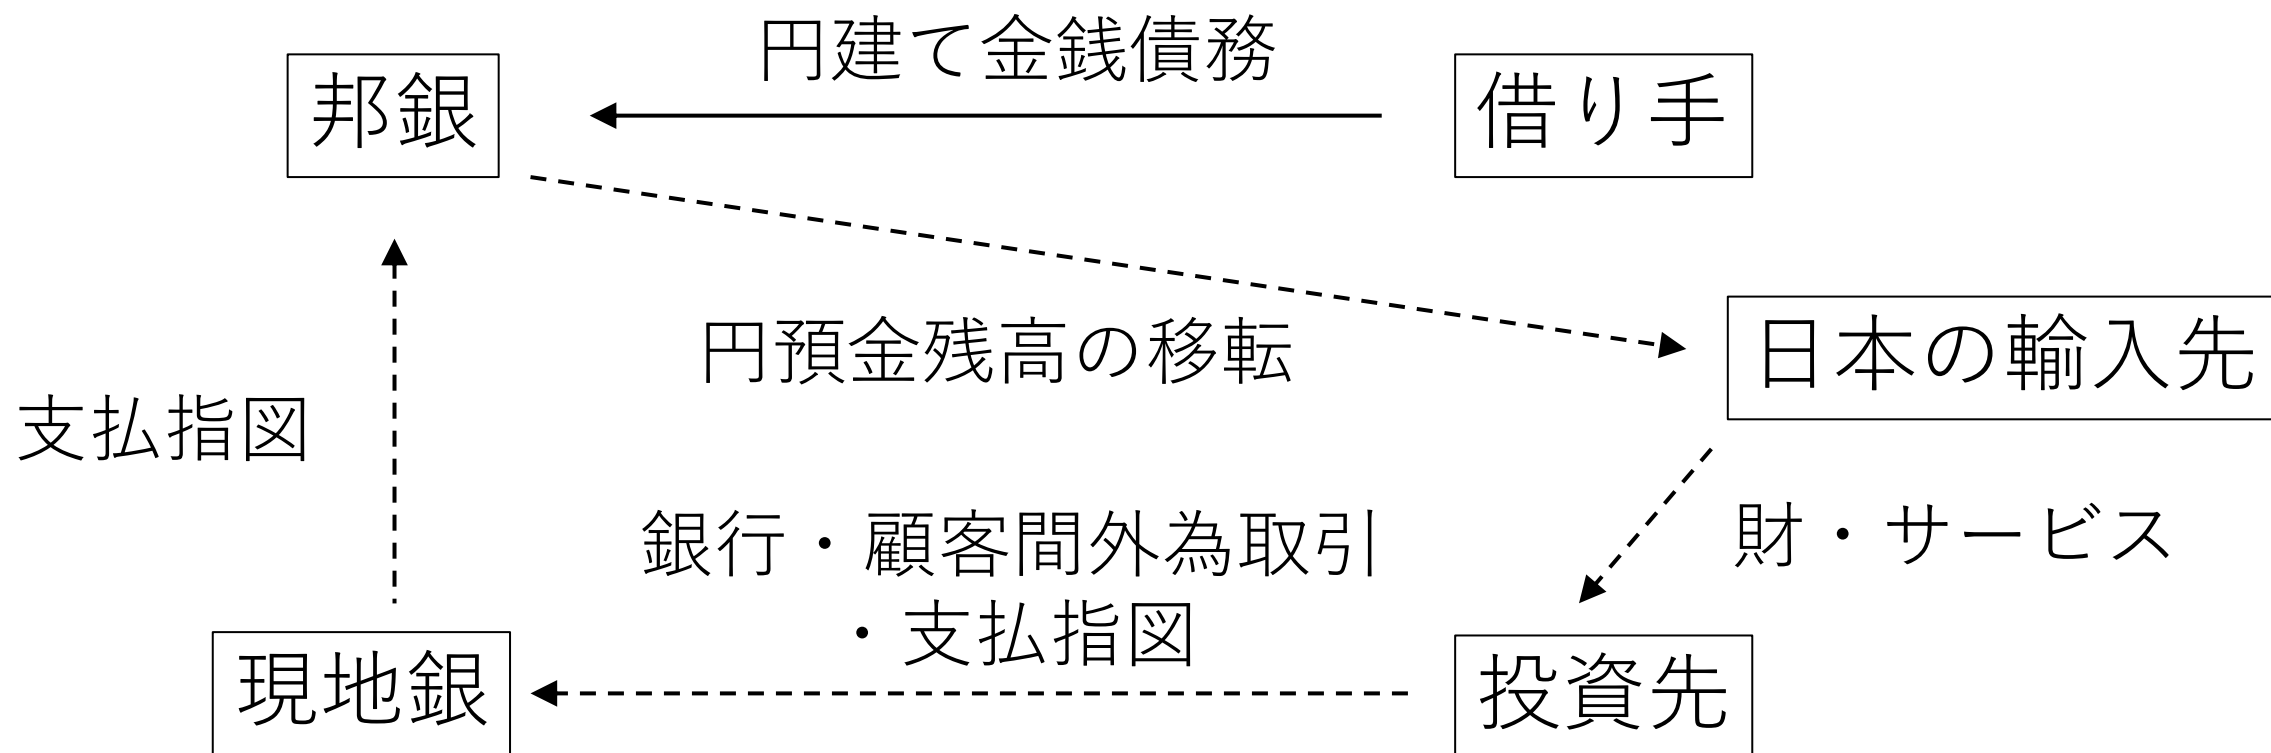 円建て金銭債務
邦銀
借り手
円預金残高の移転
日本の輸入先
支払指図
銀行・顧客間外為取引
・支払指図
財・サービス
現地銀
投資先